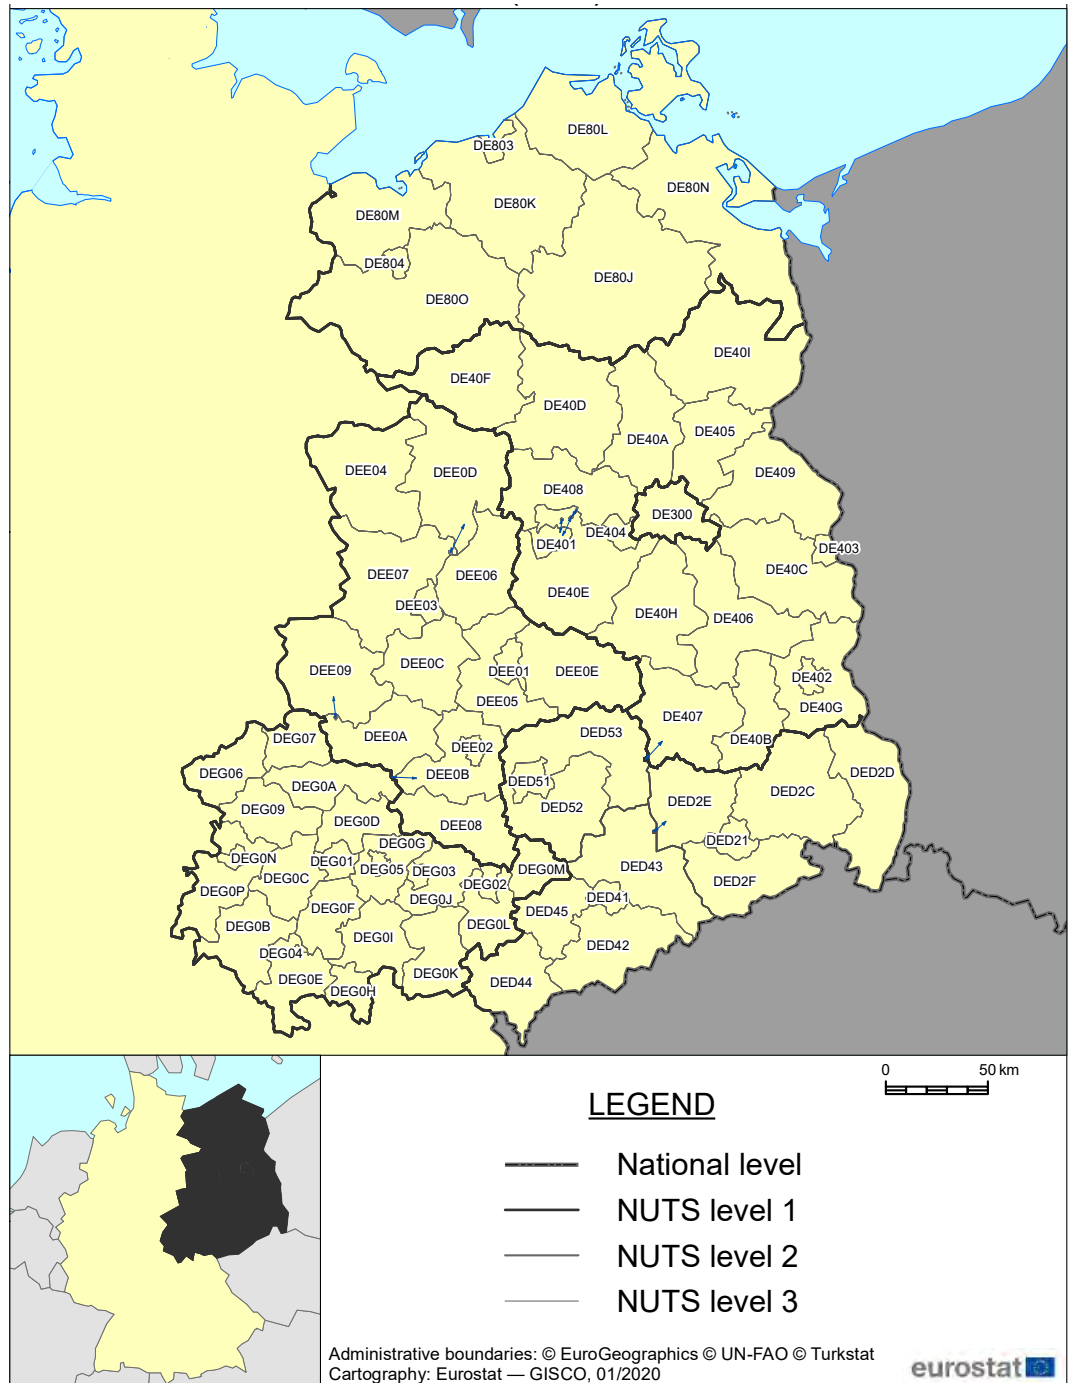 DE80L
DE803
DE80N
DE80K
DE80M
DE804
DE80J
DE80O
DE40I
DE40F
DE40D
DE405
DE40A
DEE04
DEE0D
DE409
DE408
DE300
DE404
DE401
DE403
DE40C
DEE07
DEE06
DE40E
DEE03
DE40H
DE406
DEE0C
DEE09
DEE01
DEE0E
DE402
DEE05
DE40G
DE407
DED53
DEE0A
DEG07
DE40B
DEE02
DEG06
DEE0B
DED2D
DED51
DEG0A
DED2C
DED2E
DEG09
DED52
DEG0D
DEE08
DED21
DEG0G
DEG0N
DEG01
DEG05
DEG03
DEG0M
DED43
DEG0C
DEG02
DED2F
DEG0P
DEG0J
DED41
DEG0F
DED45
DEG0B
DEG0L
DEG0I
DED42
DEG04
DEG0E
DEG0K
DED44
DEG0H
0 50 km
LEGEND
National level
NUTS level 1
NUTS level 2
NUTS level 3
Administrative boundaries: © EuroGeographics © UN-FAO © Turkstat
Cartography: Eurostat — GISCO, 01/2020
eurostat